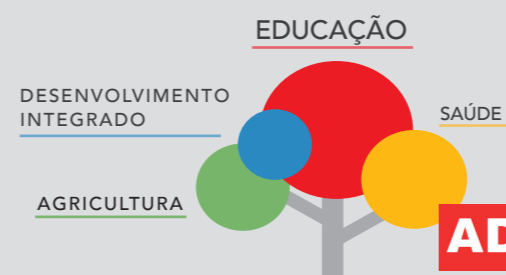 EDUCAÇÃO
DESENVOLVIMENTO
INTEGRADO
SAÚDE
AGRICULTURA
AD